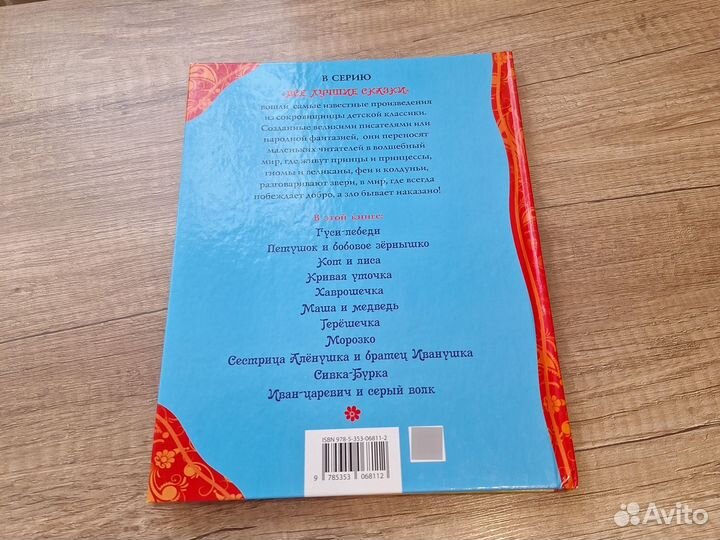 В СЕРИЮ
«ВСЕ ЛУЧШИЕ СКАЗКИ»
вошли самые известные произведения
из сокровищницы детской классики.
Созданные великими писателями или
народной фантазией, они переносят
маленьких читателей в волшебный
мир, где живут принцы и принцессы,
гномы и великаны, феи и колдуньи,
разговаривают звери, в мир, где всегда
побеждает добро, а зло бывает наказано!
В этой книге:
Гуси-лебеди
Петушок и бобовое зёрнышко
Кот и лиса
Кривая уточка
Хаврошечка
Маша и медведь
Терёшечка
Морозко
Сестрица Алёнушка и братец Иванушка
Сивка-Бурка
Иван-царевич и серый волк
ISBN 978-5-353-06811-2
9 785353 068112
Avito